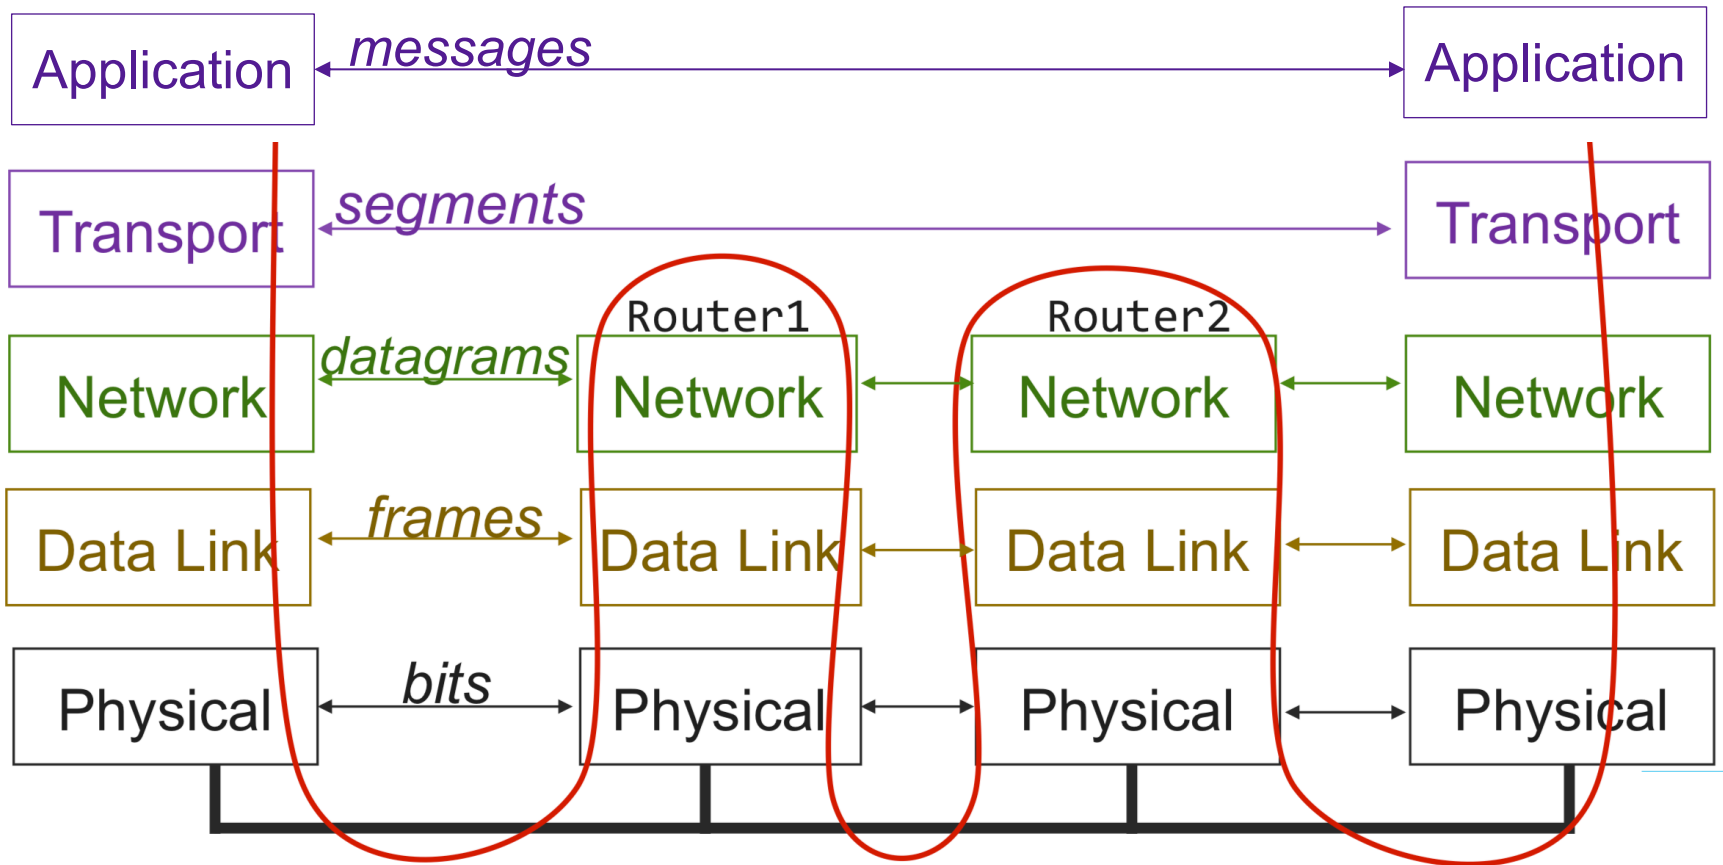 Application messages Application
Transport segments Transport
Router1 Router2
Network datagrams Network Network Network
Data Link frames Data Link Data Link Data Link
Physical bits Physical Physical Physical